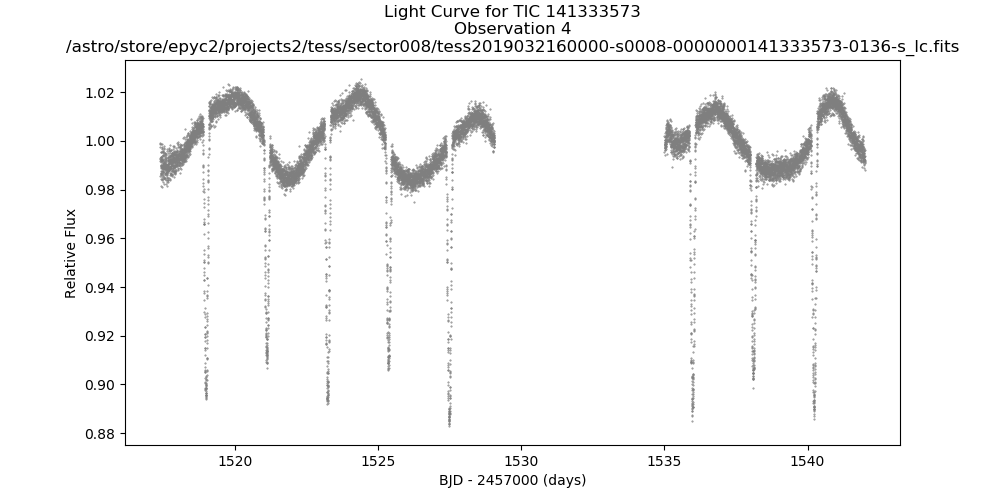 Light Curve for TIC 141333573
Observation 4
/astro/store/epyc2/projects2/tess/sector008/tess2019032160000-s0008-0000000141333573-0136-s_lc.fits
1.02
1.00
0.98
0.96
0.94
0.92
0.90
0.88
Relative Flux
1520
1525
1530
1535
1540
BJD - 2457000 (days)